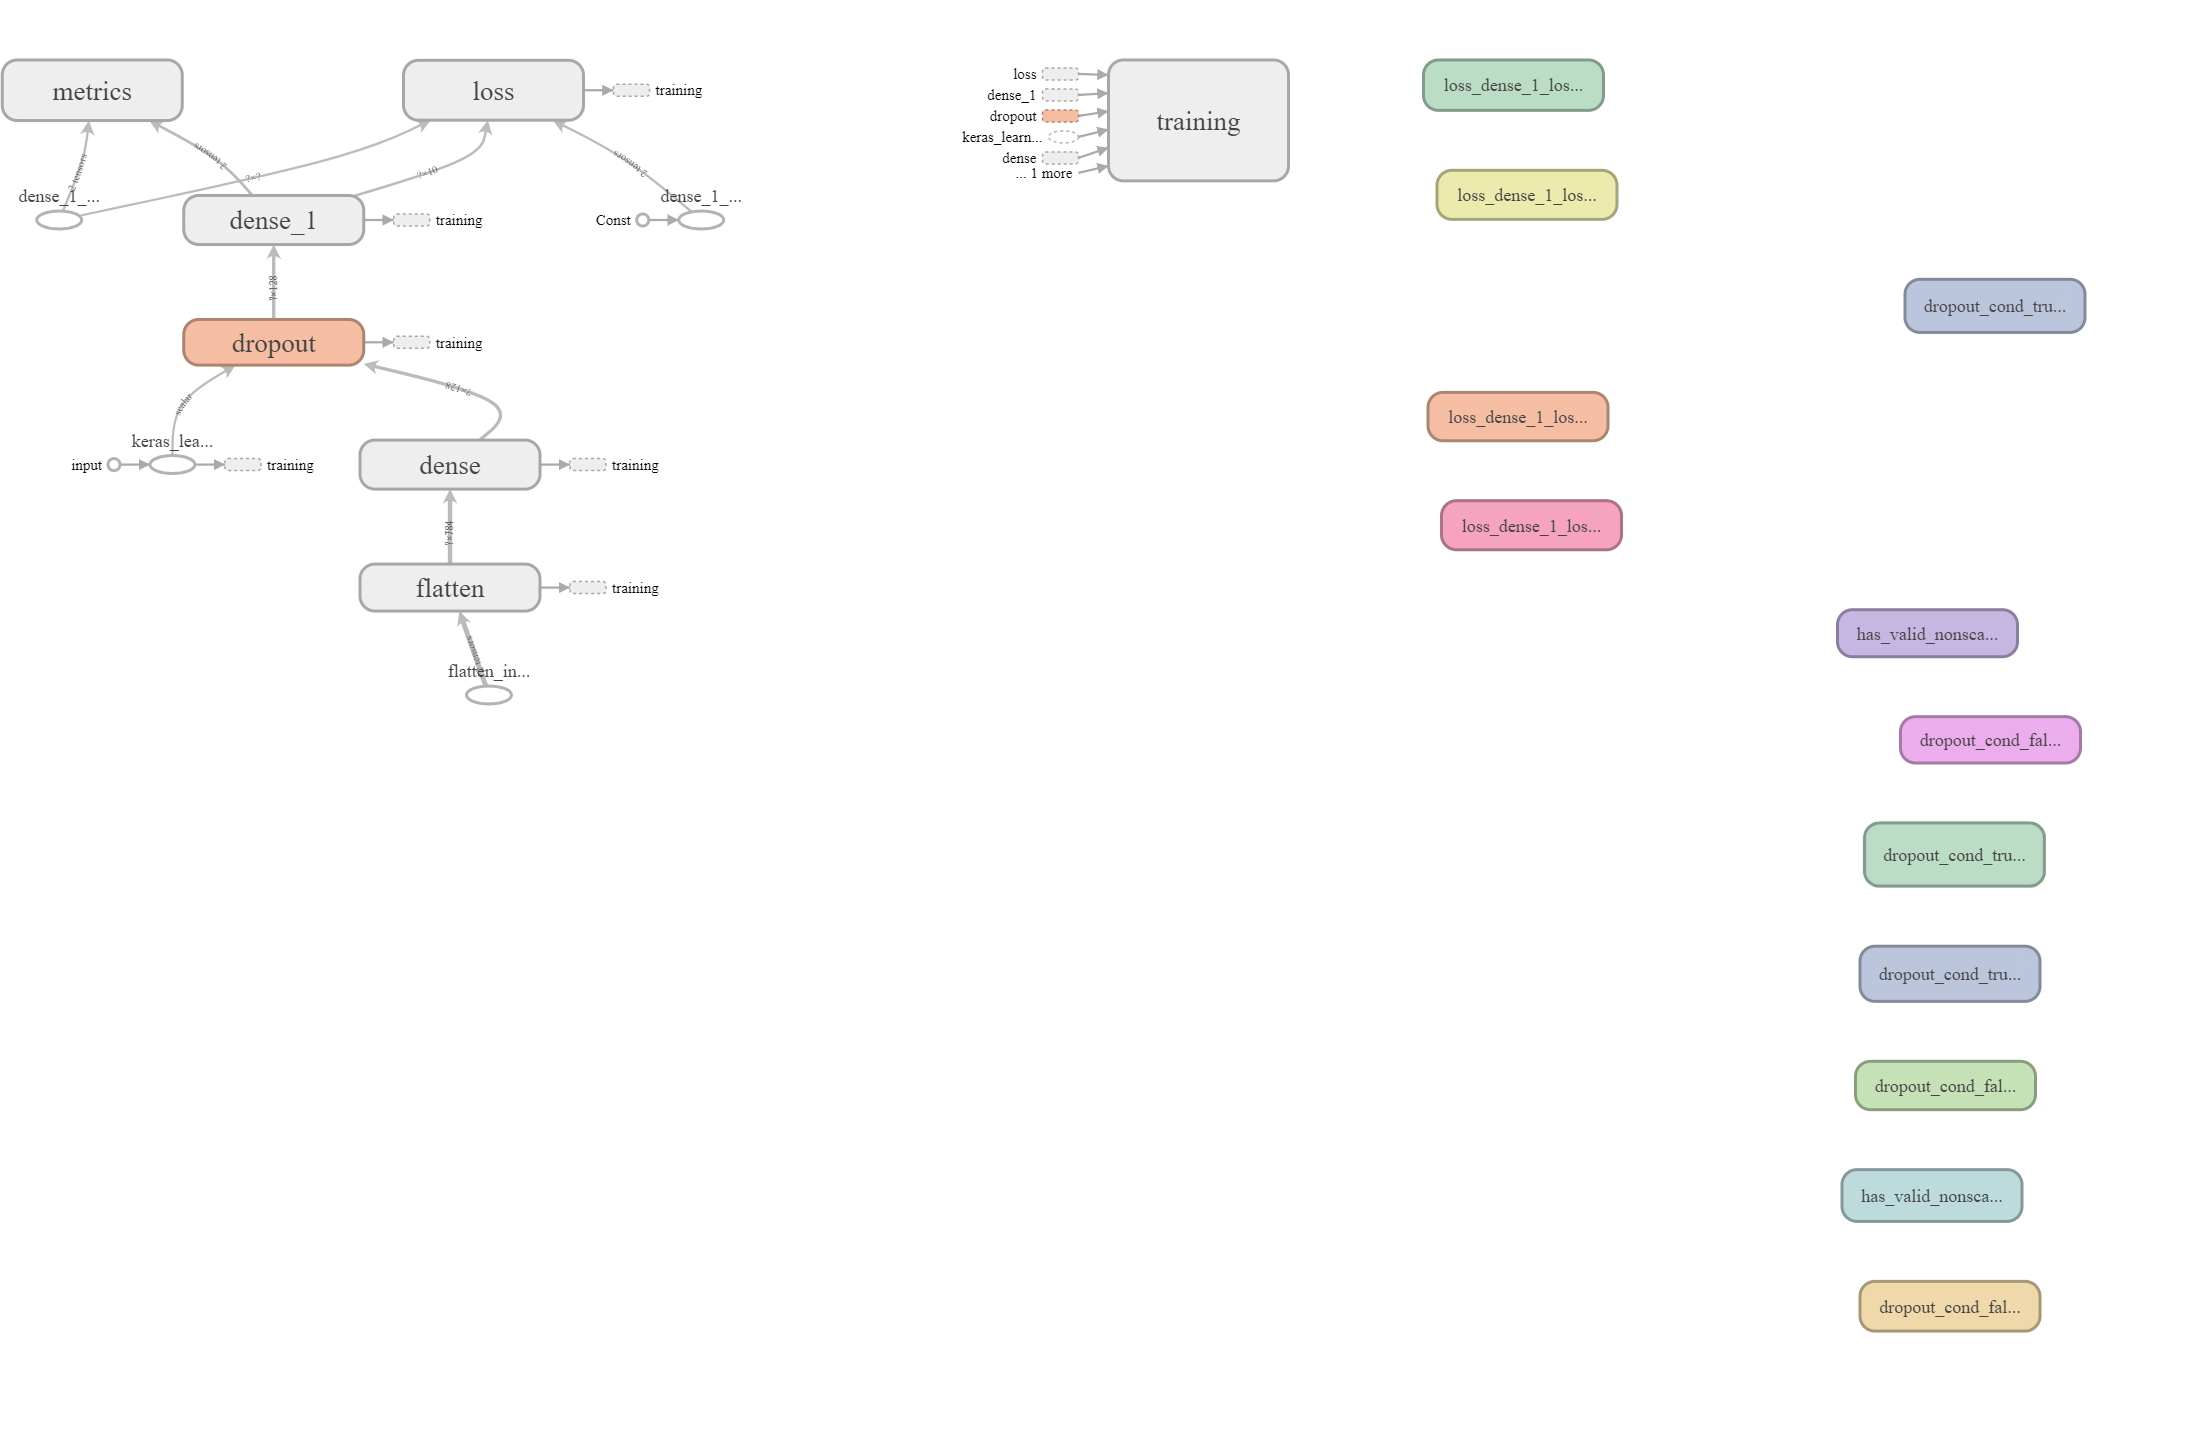 metrics
loss
training
2 tensors
2 tensors
?×?
?×10
2 tensors
dense_1_...
dense_1
training
Const
dense_1_...
?×128
dropout
training
scalar
?×128
keras_lea...
input
training
dense
training
?×784
flatten
training
flatten_in...
loss
dense_1
dropout
keras_learn...
dense
... 1 more
training
loss_dense_1_los...
loss_dense_1_los...
dropout_cond_tru...
loss_dense_1_los...
loss_dense_1_los...
has_valid_nonsca...
dropout_cond_fal...
dropout_cond_tru...
dropout_cond_tru...
dropout_cond_fal...
has_valid_nonsca...
dropout_cond_fal...